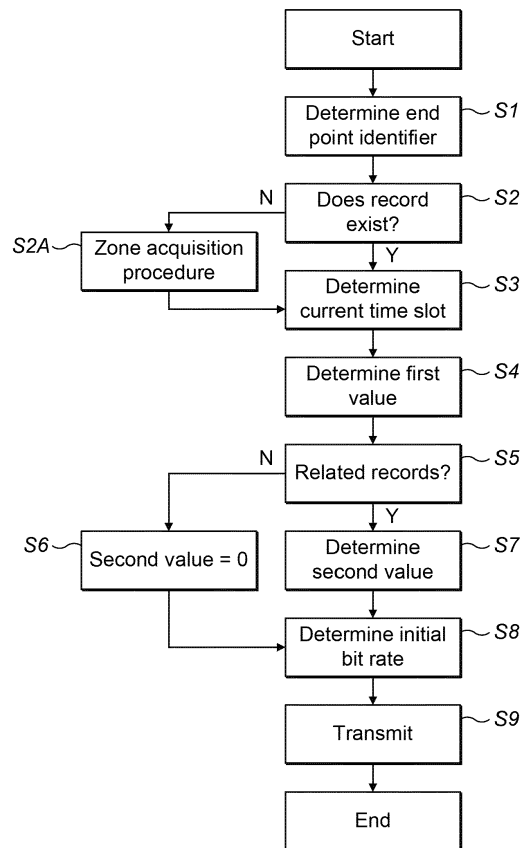 Start
Determine end
point identifier
S1
N
Does record
exist?
S2
S2A
Zone acquisition
procedure
Y
Determine
current time slot
S3
Determine first
value
S4
N
Related records?
S5
Y
S6
Second value = 0
Determine
second value
S7
Determine initial
bit rate
S8
Transmit
S9
End